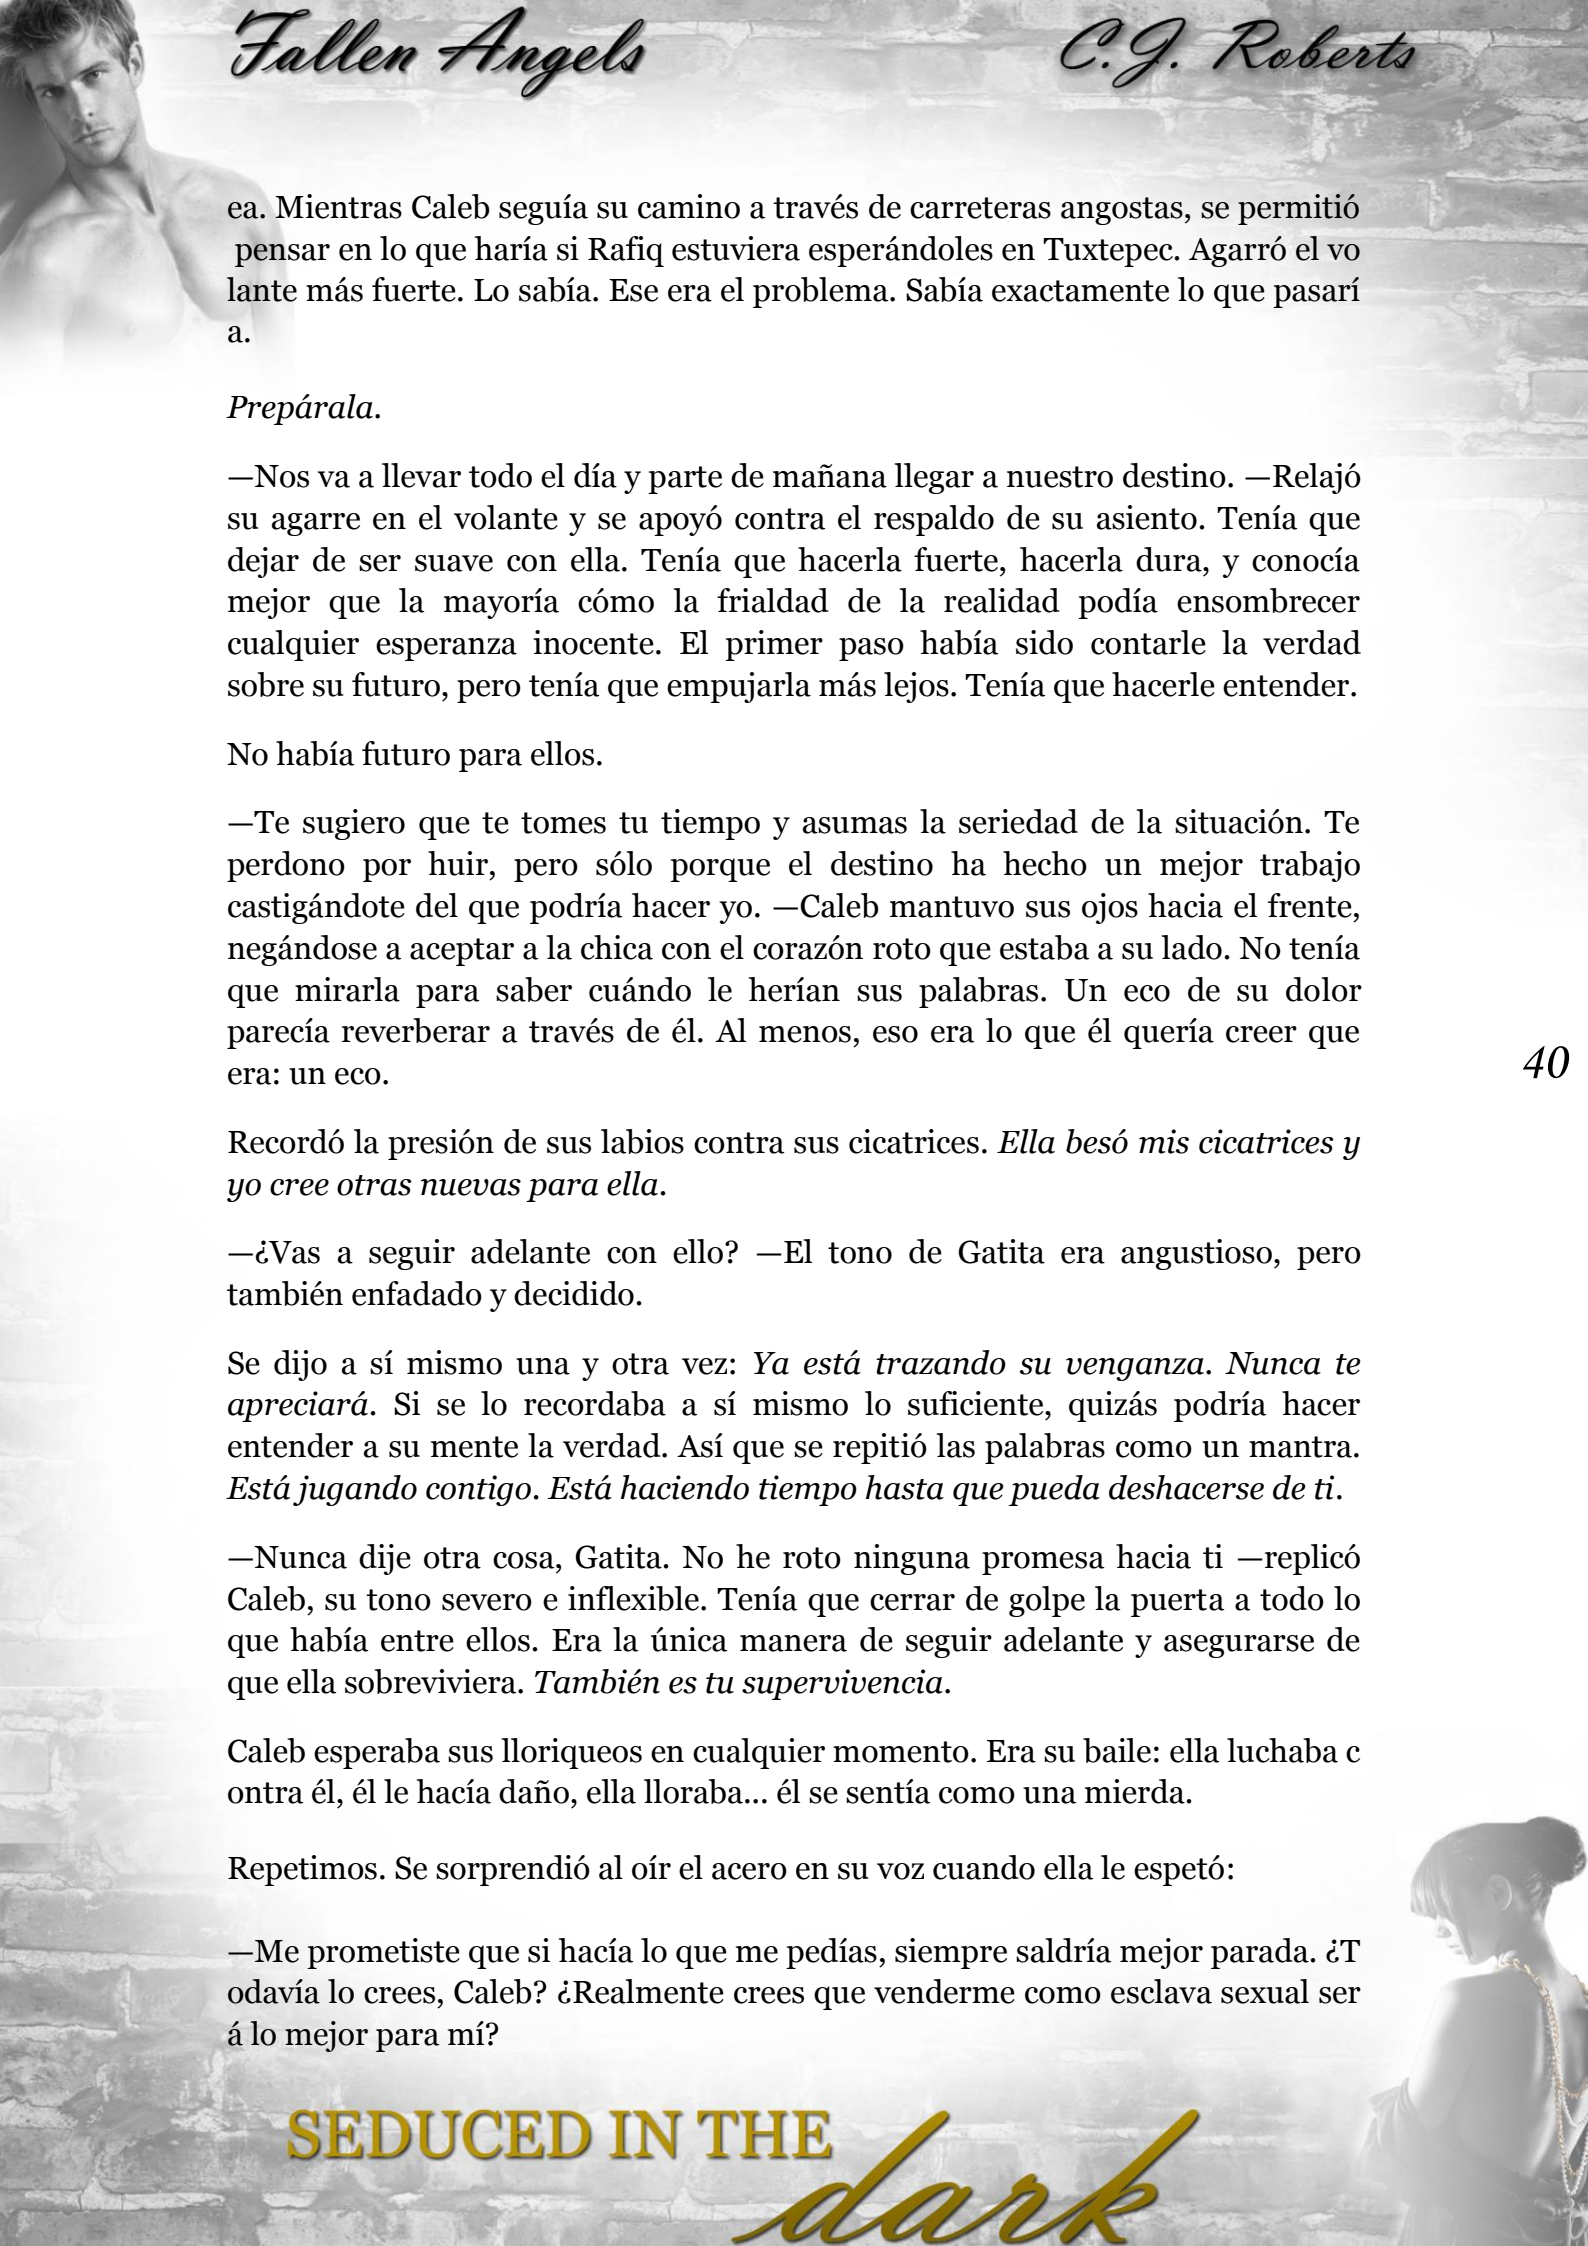 Fallen Angels
C.J. Roberts
ea. Mientras Caleb seguía su camino a través de carreteras angostas, se permitió
pensar en lo que haría si Rafiq estuviera esperándoles en Tuxtepec. Agarró el vo
lante más fuerte. Lo sabía. Ese era el problema. Sabía exactamente lo que pasarí
a.
Prepárala.
—Nos va a llevar todo el día y parte de mañana llegar a nuestro destino. —Relajó
su agarre en el volante y se apoyó contra el respaldo de su asiento. Tenía que
dejar de ser suave con ella. Tenía que hacerla fuerte, hacerla dura, y conocía
mejor que la mayoría cómo la frialdad de la realidad podía ensombrecer
cualquier esperanza inocente. El primer paso había sido contarle la verdad
sobre su futuro, pero tenía que empujarla más lejos. Tenía que hacerle entender.
No había futuro para ellos.
—Te sugiero que te tomes tu tiempo y asumas la seriedad de la situación. Te
perdono por huir, pero sólo porque el destino ha hecho un mejor trabajo
castigándote del que podría hacer yo. —Caleb mantuvo sus ojos hacia el frente,
negándose a aceptar a la chica con el corazón roto que estaba a su lado. No tenía
que mirarla para saber cuándo le herían sus palabras. Un eco de su dolor
parecía reverberar a través de él. Al menos, eso era lo que él quería creer que
era: un eco.
40
Recordó la presión de sus labios contra sus cicatrices. Ella besó mis cicatrices y
yo cree otras nuevas para ella.
—¿Vas a seguir adelante con ello? —El tono de Gatita era angustioso, pero
también enfadado y decidido.
Se dijo a sí mismo una y otra vez: Ya está trazando su venganza. Nunca te
apreciará. Si se lo recordaba a sí mismo lo suficiente, quizás podría hacer
entender a su mente la verdad. Así que se repitió las palabras como un mantra.
Está jugando contigo. Está haciendo tiempo hasta que pueda deshacerse de ti.
—Nunca dije otra cosa, Gatita. No he roto ninguna promesa hacia ti —replicó
Caleb, su tono severo e inflexible. Tenía que cerrar de golpe la puerta a todo lo
que había entre ellos. Era la única manera de seguir adelante y asegurarse de
que ella sobreviviera. También es tu supervivencia.
Caleb esperaba sus lloriqueos en cualquier momento. Era su baile: ella luchaba c
ontra él, él le hacía daño, ella lloraba... él se sentía como una mierda.
Repetimos. Se sorprendió al oír el acero en su voz cuando ella le espetó:
—Me prometiste que si hacía lo que me pedías, siempre saldría mejor parada. ¿T
odavía lo crees, Caleb? ¿Realmente crees que venderme como esclava sexual ser
á lo mejor para mí?
SEDUCED IN THE
dark